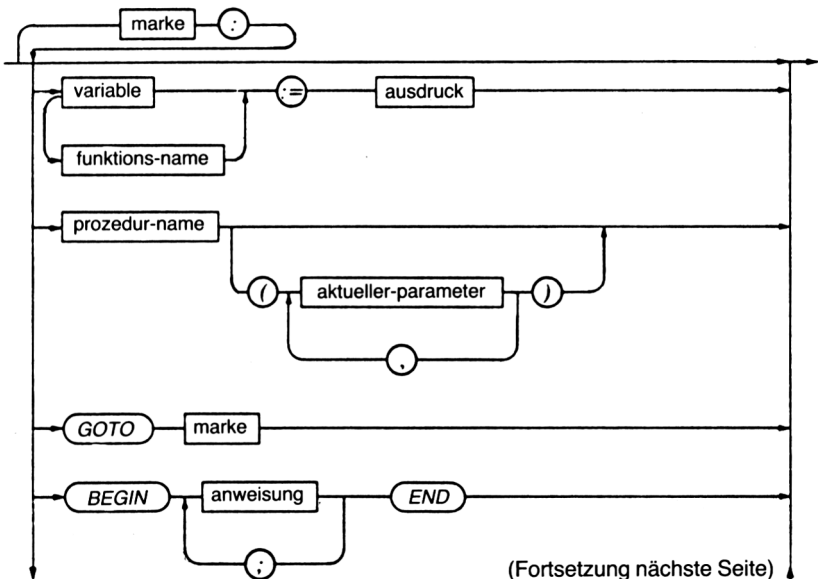 marke :
variable := ausdruck
funktions-name
prozedur-name
( aktueller-parameter )
,
GOTO marke
BEGIN anweisung END
;
(Fortsetzung nächste Seite)